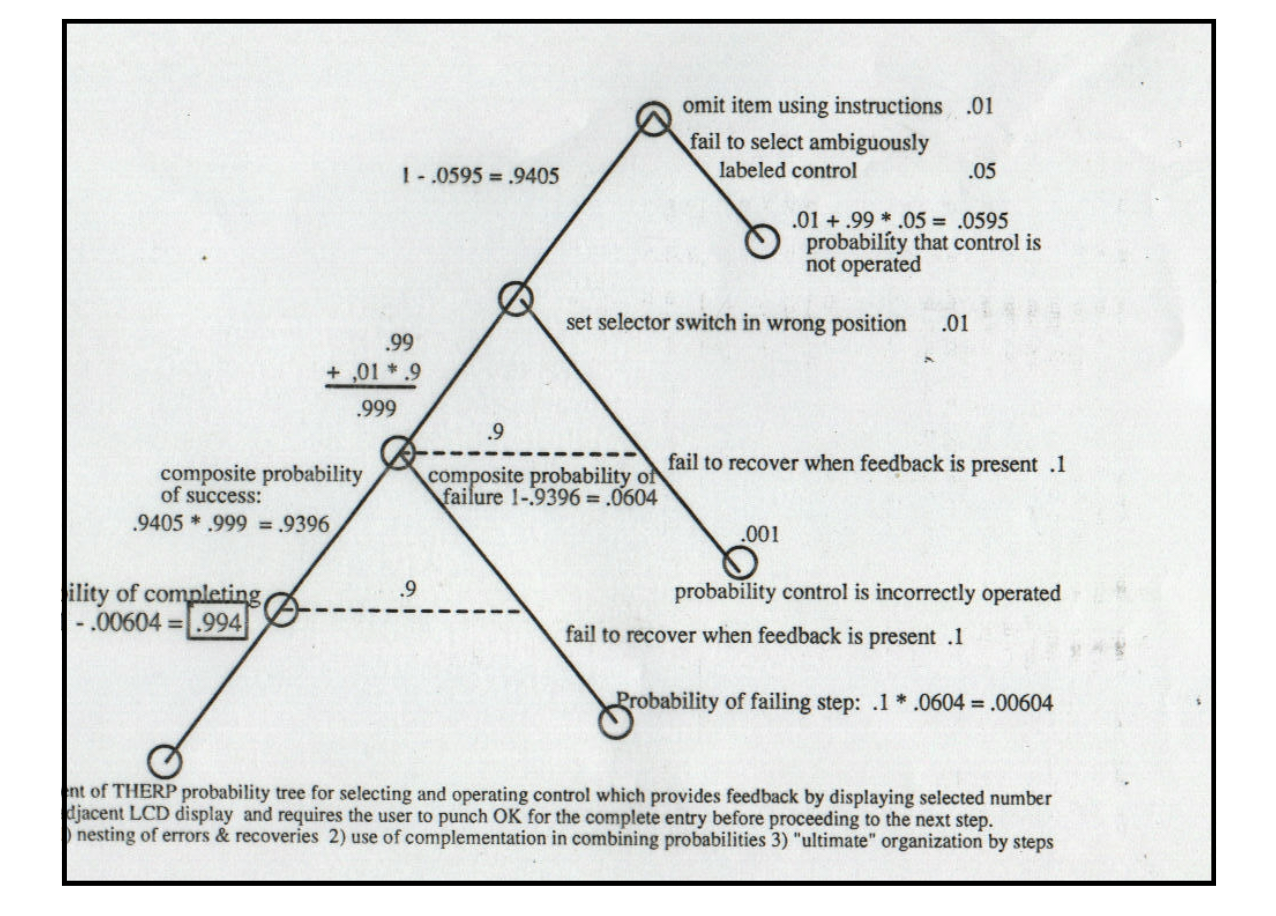 omit item using instructions .01
fail to select ambiguously
labeled control .05
1 - .0595 = .9405
.01 + .99 * .05 = .0595
probability that control is
not operated
set selector switch in wrong position .01
.99
+ ,01 * .9
.999
.9
fail to recover when feedback is present .1
composite probability
of success:
.9405 * .999 = .9396
composite probability of
failure 1-.9396 = .0604
.001
probability control is incorrectly operated
ility of completing
- .00604 = .994
.9
fail to recover when feedback is present .1
Probability of failing step: .1 * .0604 = .00604
nt of THERP probability tree for selecting and operating control which provides feedback by displaying selected number
djacent LCD display and requires the user to punch OK for the complete entry before proceeding to the next step.
) nesting of errors & recoveries 2) use of complementation in combining probabilities 3) "ultimate" organization by steps